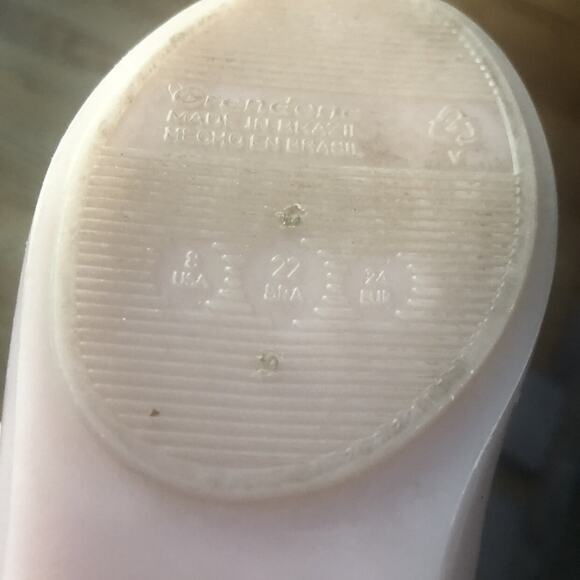 Grendene
MADE IN BRAZIL
HECHO EN BRASIL
8 22 24
USA BRA EUR